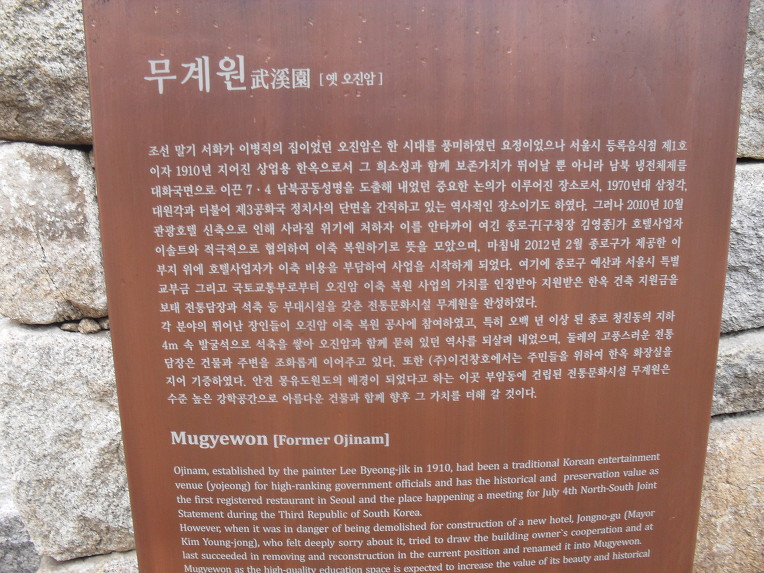 무계원武溪園 [옛 오진암]
조선 말기 서화가 이병직의 집이었던 오진암은 한 시대를 풍미하였던 요정이었으나 서울시 등록음식점 제1호
이자 1910년 지어진 상업용 한옥으로서 그 희소성과 함께 보존가치가 뛰어날 뿐 아니라 남북 냉전체제를
대화국면으로 이끈 7·4 남북공동성명을 도출해 내었던 중요한 논의가 이루어진 장소로서, 1970년대 삼청각,
대원각과 더불어 제3공화국 정치사의 단면을 간직하고 있는 역사적인 장소이기도 하였다. 그러나 2010년 10월
관광호텔 신축으로 인해 사라질 위기에 처하자 이를 안타까이 여긴 종로구[구청장 김영종]가 호텔사업자
이솔트와 적극적으로 협의하여 이축 복원하기로 뜻을 모았으며, 마침내 2012년 2월 종로구가 제공한 이
부지 위에 호텔사업자가 이축 비용을 부담하여 사업을 시작하게 되었다. 여기에 종로구 예산과 서울시 특별
교부금 그리고 국토교통부로부터 오진암 이축 복원 사업의 가치를 인정받아 지원받은 한옥 건축 지원금을
보태 전통담장과 석축 등 부대시설을 갖춘 전통문화시설 무계원을 완성하였다.
각 분야의 뛰어난 장인들이 오진암 이축 복원 공사에 참여하였고, 특히 오백 년 이상 된 종로 청진동의 지하
4m 속 발굴석으로 석축을 쌓아 오진암과 함께 묻혀 있던 역사를 되살려 내었으며, 둘레의 고풍스러운 전통
담장은 건물과 주변을 조화롭게 이어주고 있다. 또한 (주)이건창호에서는 주민들을 위하여 한옥 화장실을
지어 기증하였다. 안견 몽유도원도의 배경이 되었다고 하는 이곳 부암동에 건립된 전통문화시설 무계원은
수준 높은 강학공간으로 아름다운 건물과 함께 향후 그 가치를 더해 갈 것이다.
Mugyewon [Former Ojinam]
Ojinam, established by the painter Lee Byeong-jik in 1910, had been a traditional Korean entertainment
venue (yojeong) for high-ranking government officials and has the historical and preservation value as
the first registered restaurant in Seoul and the place happening a meeting for July 4th North-South Joint
Statement during the Third Republic of South Korea.
However, when it was in danger of being demolished for construction of a new hotel, Jongno-gu (Mayor
Kim Young-jong), who felt deeply sorry about it, tried to draw the building owner's cooperation and at
last succeeded in removing and reconstruction in the current position and renamed it into Mugyewon.
Mugyewon as the high-quality education space is expected to increase the value of its beauty and historical